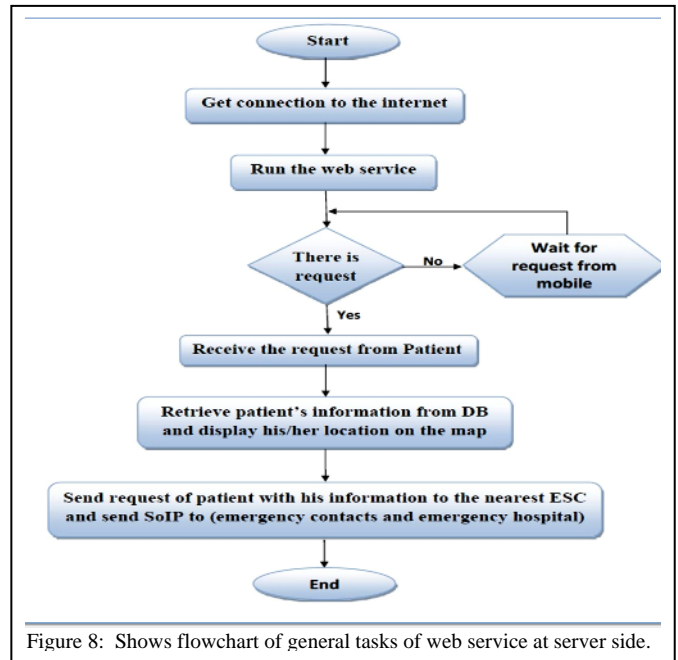 Start
Get connection to the internet
Run the web service
There is
request
No
Wait for
request from
mobile
Yes
Receive the request from Patient
Retrieve patient's information from DB
and display his/her location on the map
Send request of patient with his information to the nearest ESC
and send SoIP to (emergency contacts and emergency hospital)
End
Figure 8: Shows flowchart of general tasks of web service at server side.